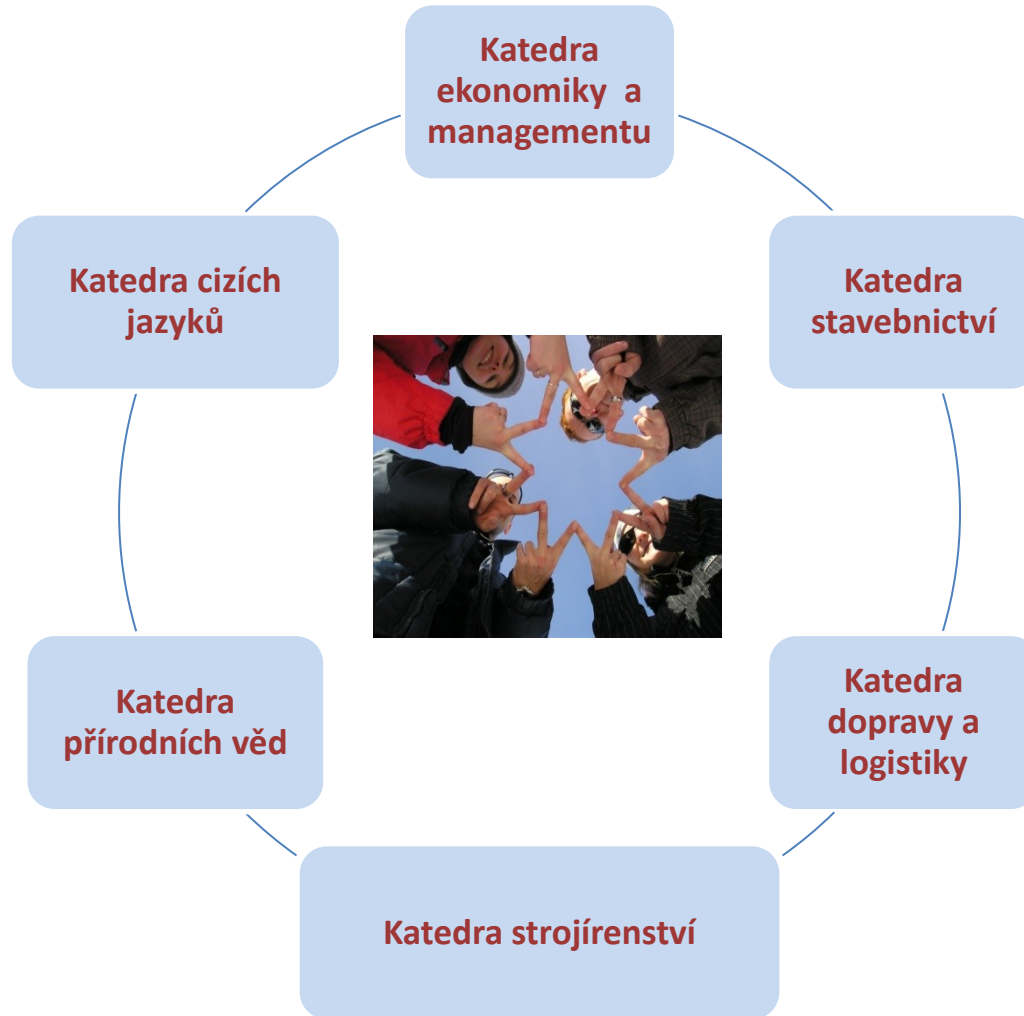 Katedra
ekonomiky a
managementu
Katedra cizích
jazyků
Katedra
stavebnictví
Katedra
přírodních věd
Katedra
dopravy a
logistiky
Katedra strojírenství